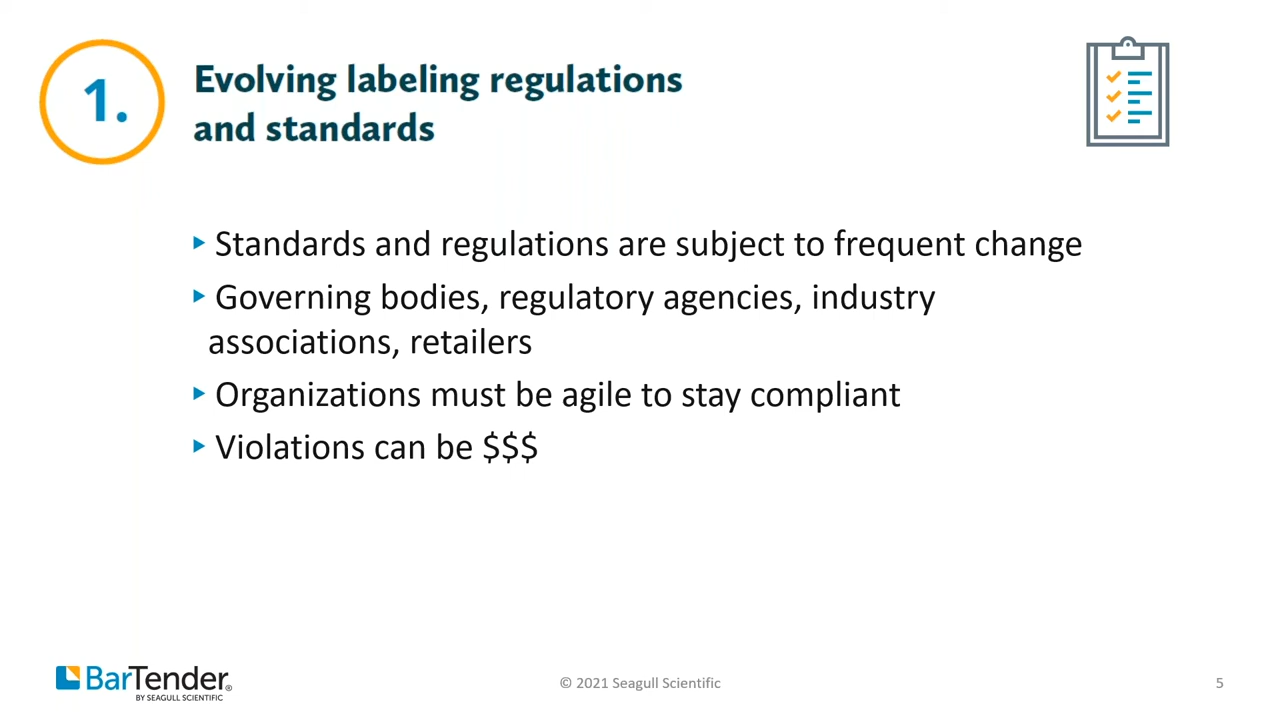 1.
Evolving labeling regulations
and standards
Standards and regulations are subject to frequent change
Governing bodies, regulatory agencies, industry
associations, retailers
Organizations must be agile to stay compliant
Violations can be $$$
BarTender®
BY SEAGULL SCIENTIFIC
© 2021 Seagull Scientific
5